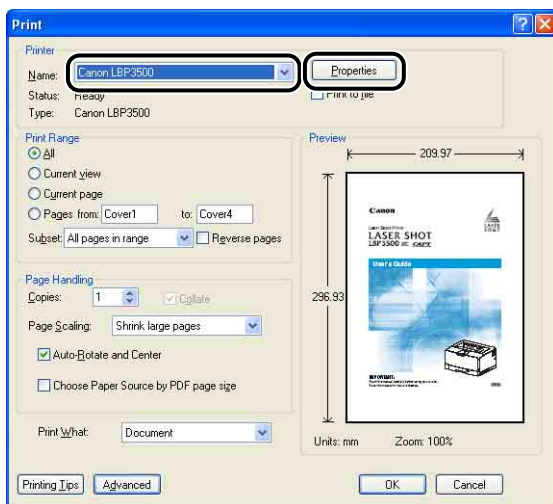 Print
Printer
Name: Canon LBP3500 Properties
Status: Ready Print to file
Type: Canon LBP3500
Print Range
All
Current view
Current page
Pages from: Cover1 to: Cover4
Subset: All pages in range Reverse pages
Page Handling
Copies: 1 Collate
Page Scaling: Shrink large pages
Auto-Rotate and Center
Choose Paper Source by PDF page size
Print What: Document
Preview
209.97
296.93
Canon
LASER SHOT
LBP3500 CAPT
User's Guide
IMPORTANT:
Units: mm Zoom: 100%
Printing Tips Advanced OK Cancel